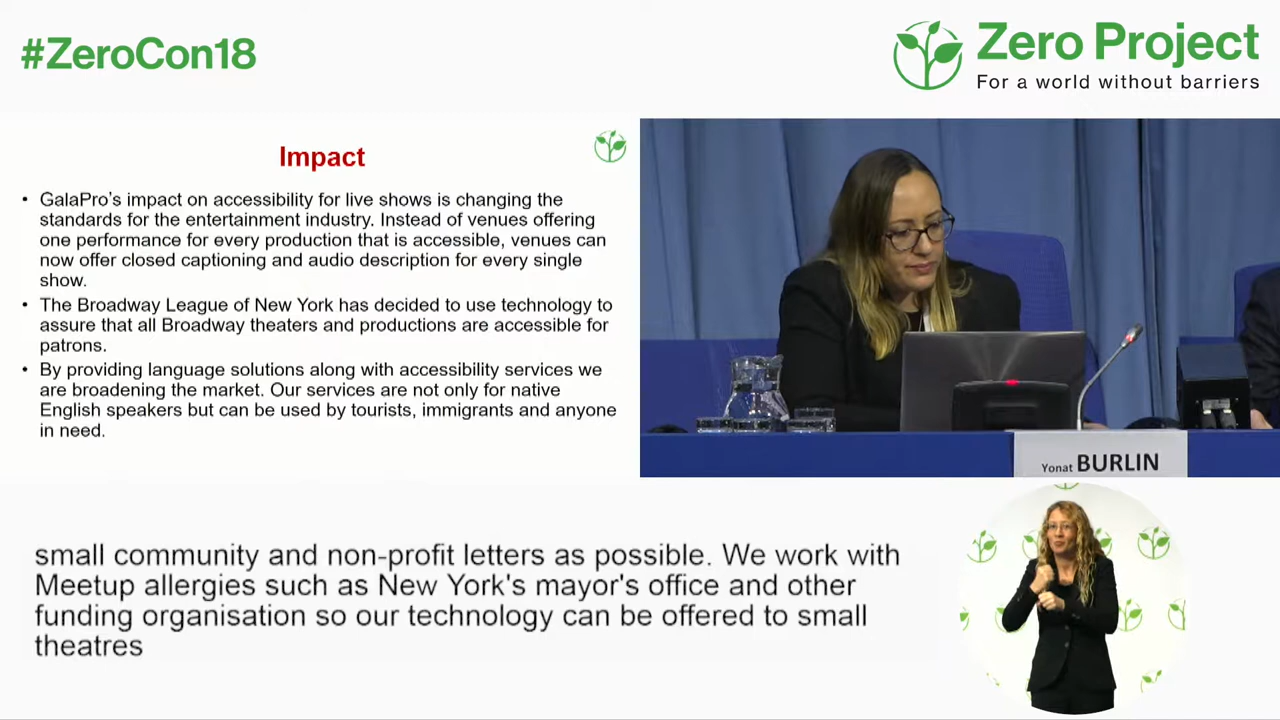 #ZeroCon18
Zero Project
For a world without barriers
Impact
• GalaPro's impact on accessibility for live shows is changing the
standards for the entertainment industry. Instead of venues offering
one performance for every production that is accessible, venues can
now offer closed captioning and audio description for every single
show.
• The Broadway League of New York has decided to use technology to
assure that all Broadway theaters and productions are accessible for
patrons.
• By providing language solutions along with accessibility services we
are broadening the market. Our services are not only for native
English speakers but can be used by tourists, immigrants and anyone
in need.
Yonat BURLIN
small community and non-profit letters as possible. We work with
Meetup allergies such as New York's mayor's office and other
funding organisation so our technology can be offered to small
theatres